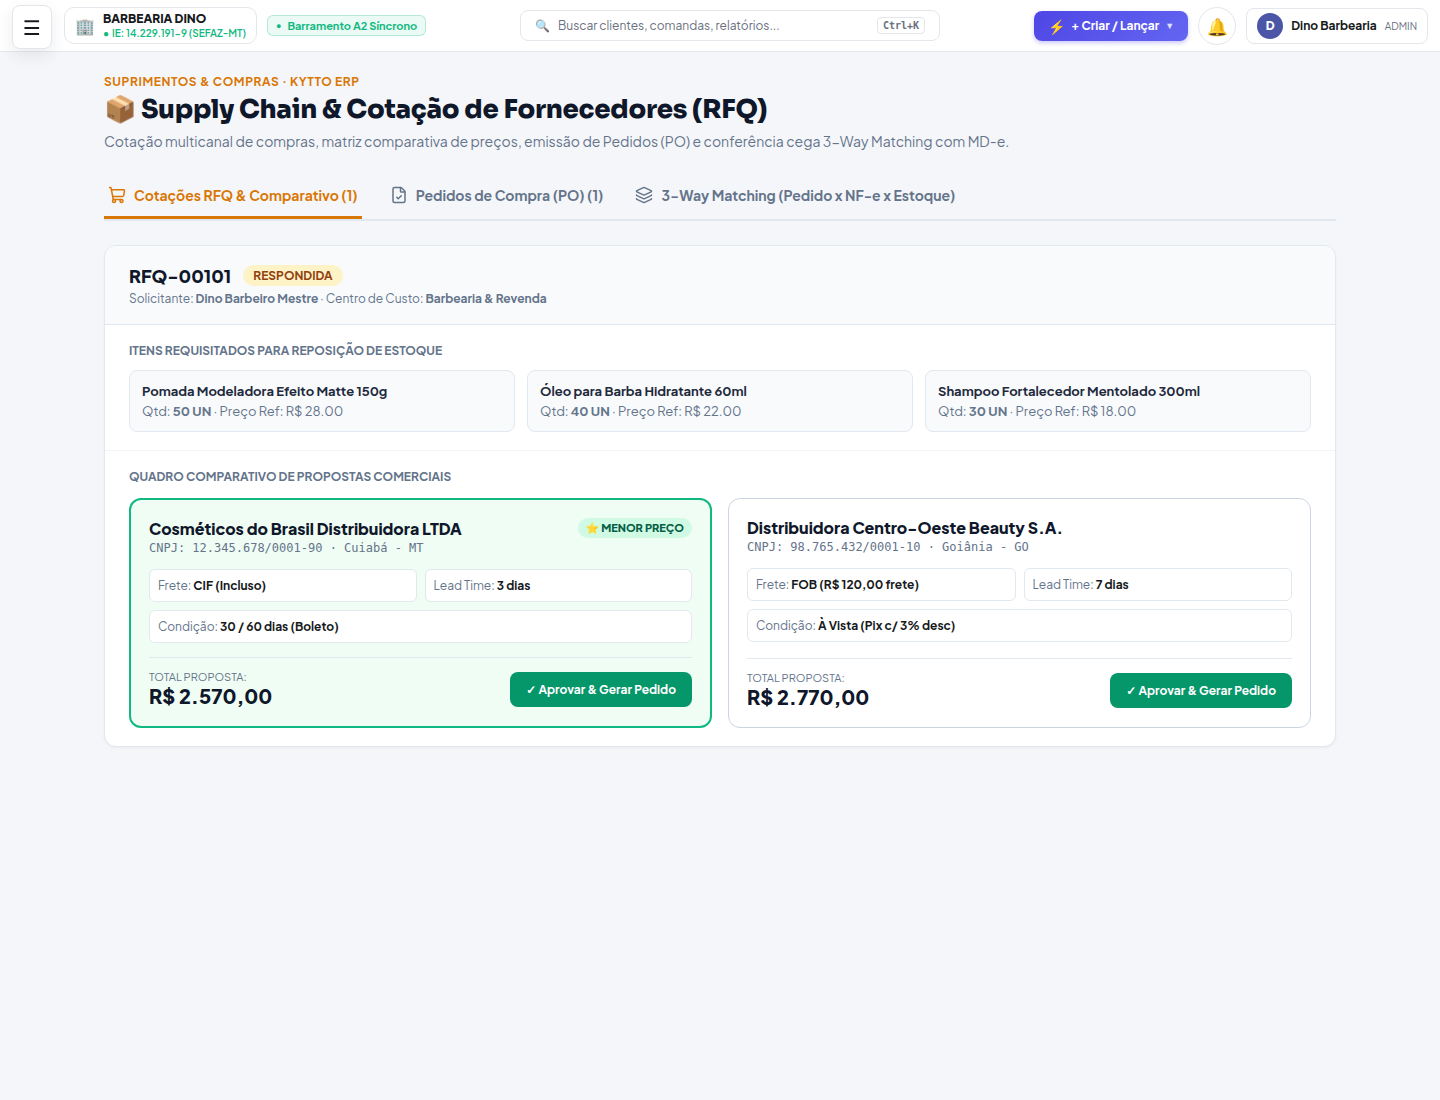 ☰
BARBEARIA DINO
● IE: 14.229.191-9 (SEFAZ-MT)
● Barramento A2 Síncrono
Buscar clientes, comandas, relatórios...
Ctrl+K
⚡ + Criar / Lançar ▼
D
Dino Barbearia ADMIN
SUPRIMENTOS & COMPRAS · KYTTO ERP
📦 Supply Chain & Cotação de Fornecedores (RFQ)
Cotação multicanal de compras, matriz comparativa de preços, emissão de Pedidos (PO) e conferência cega 3-Way Matching com MD-e.
Cotações RFQ & Comparativo (1)
Pedidos de Compra (PO) (1)
3-Way Matching (Pedido x NF-e x Estoque)
RFQ-00101 RESPONDIDA
Solicitante: Dino Barbeiro Mestre · Centro de Custo: Barbearia & Revenda
ITENS REQUISITADOS PARA REPOSIÇÃO DE ESTOQUE
Pomada Modeladora Efeito Matte 150g
Qtd: 50 UN · Preço Ref: R$ 28.00
Óleo para Barba Hidratante 60ml
Qtd: 40 UN · Preço Ref: R$ 22.00
Shampoo Fortalecedor Mentolado 300ml
Qtd: 30 UN · Preço Ref: R$ 18.00
QUADRO COMPARATIVO DE PROPOSTAS COMERCIAIS
Cosméticos do Brasil Distribuidora LTDA
⭐ MENOR PREÇO
CNPJ: 12.345.678/0001-90 · Cuiabá - MT
Frete: CIF (Incluso)
Lead Time: 3 dias
Condição: 30 / 60 dias (Boleto)
TOTAL PROPOSTA:
R$ 2.570,00
✓ Aprovar & Gerar Pedido
Distribuidora Centro-Oeste Beauty S.A.
CNPJ: 98.765.432/0001-10 · Goiânia - GO
Frete: FOB (R$ 120,00 frete)
Lead Time: 7 dias
Condição: À Vista (Pix c/ 3% desc)
TOTAL PROPOSTA:
R$ 2.770,00
✓ Aprovar & Gerar Pedido